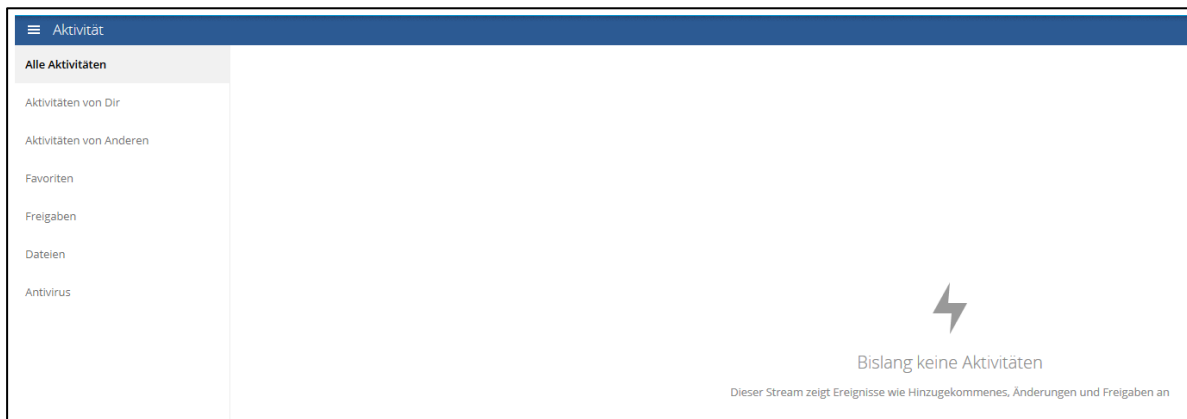 Aktivität
Alle Aktivitäten
Aktivitäten von Dir
Aktivitäten von Anderen
Favoriten
Freigaben
Dateien
Antivirus
Bislang keine Aktivitäten
Dieser Stream zeigt Ereignisse wie Hinzugekommenes, Änderungen und Freigaben an